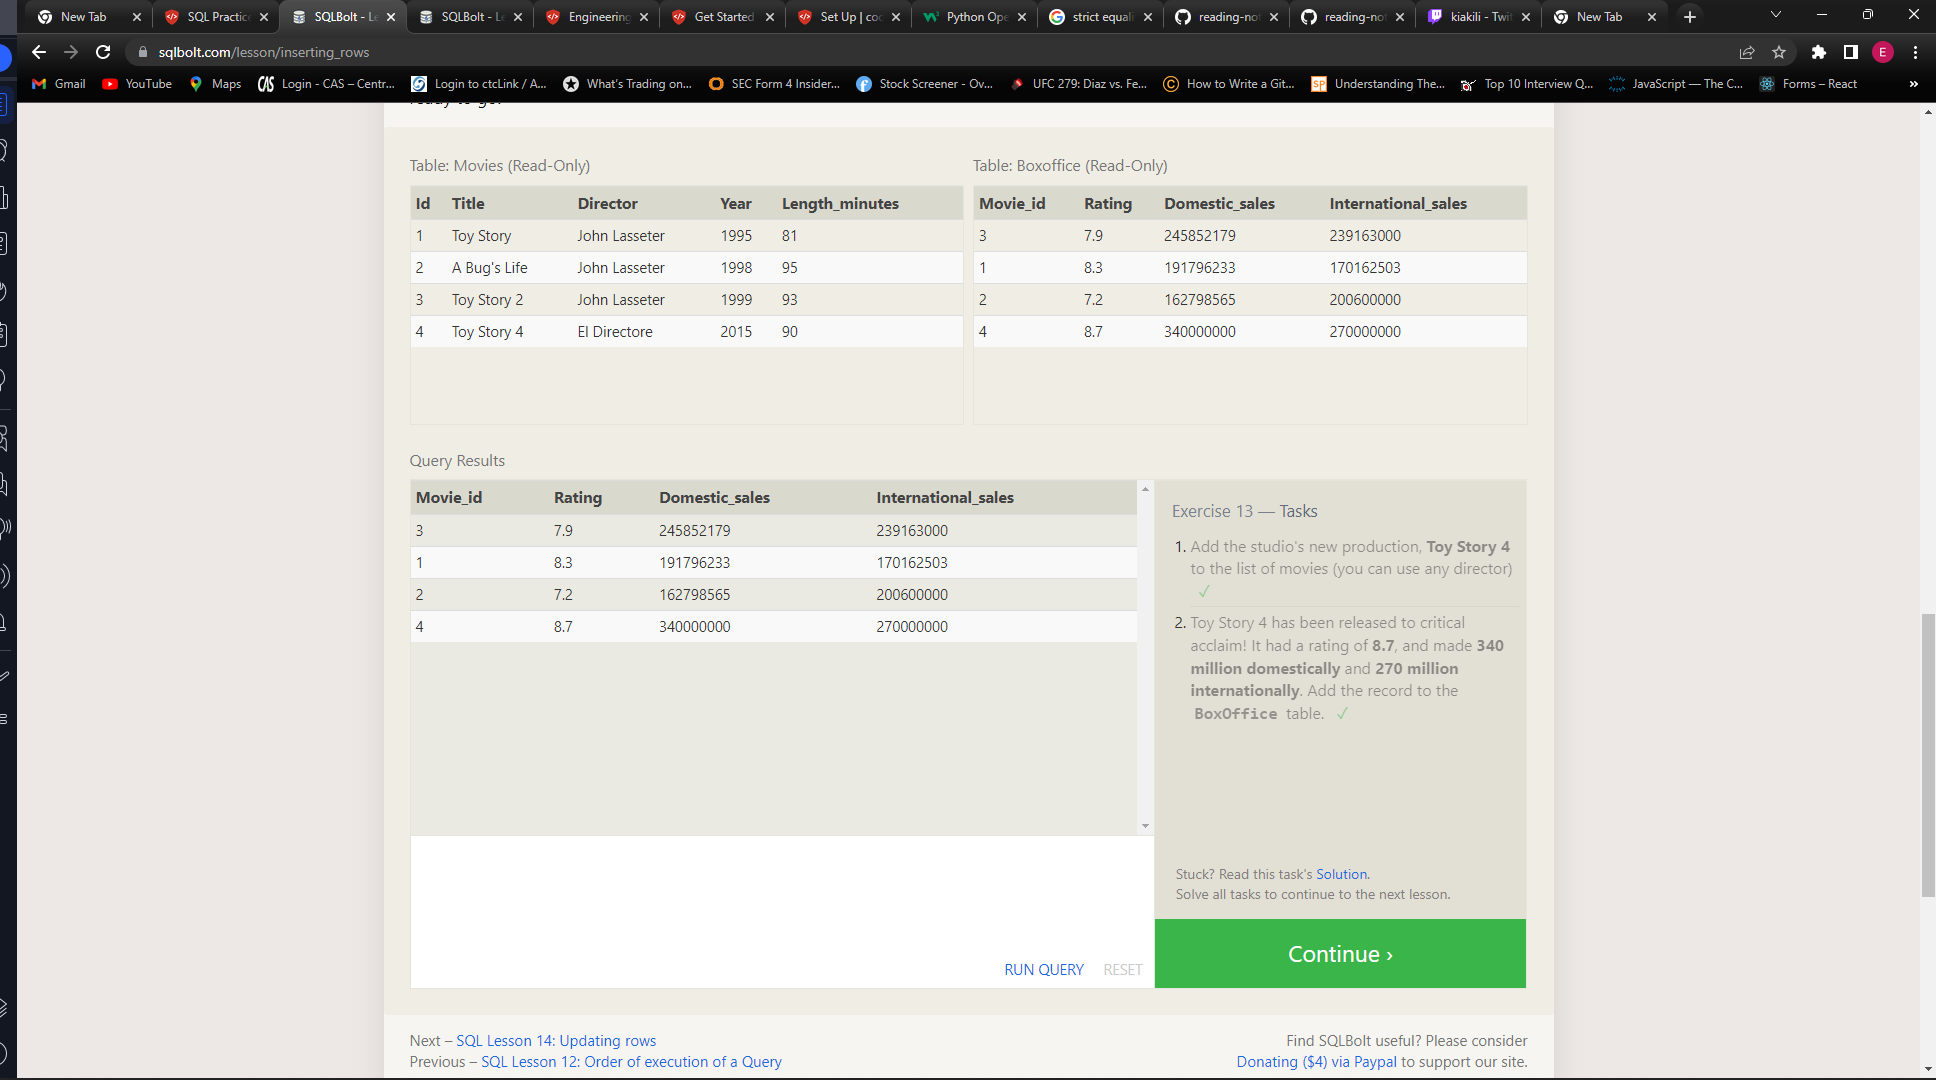 New Tab
SQL Practic
SQLBolt - Le
SQLBolt - Le
Engineering
Get Started
Set Up | coc
Python Ope
strict equali
reading-not
reading-not
kiakili - Twit
New Tab
sqlbolt.com/lesson/inserting_rows
E
Gmail
YouTube
Maps
Login - CAS – Centr...
Login to ctcLink / A...
What's Trading on...
SEC Form 4 Insider...
Stock Screener - Ov...
UFC 279: Diaz vs. Fe...
How to Write a Git...
Understanding The...
Top 10 Interview Q...
JavaScript — The C...
Forms – React
ready to go!
Table: Movies (Read-Only)
Id Title Director Year Length_minutes
1 Toy Story John Lasseter 1995 81
2 A Bug's Life John Lasseter 1998 95
3 Toy Story 2 John Lasseter 1999 93
4 Toy Story 4 El Directore 2015 90
Table: Boxoffice (Read-Only)
Movie_id Rating Domestic_sales International_sales
3 7.9 245852179 239163000
1 8.3 191796233 170162503
2 7.2 162798565 200600000
4 8.7 340000000 270000000
Query Results
Movie_id Rating Domestic_sales International_sales
3 7.9 245852179 239163000
1 8.3 191796233 170162503
2 7.2 162798565 200600000
4 8.7 340000000 270000000
Exercise 13 — Tasks
1. Add the studio's new production, Toy Story 4
to the list of movies (you can use any director)
✓
2. Toy Story 4 has been released to critical
acclaim! It had a rating of 8.7, and made 340
million domestically and 270 million
internationally. Add the record to the
BoxOffice table. ✓
Stuck? Read this task's Solution.
Solve all tasks to continue to the next lesson.
RUN QUERY RESET
Continue ›
Next – SQL Lesson 14: Updating rows
Previous – SQL Lesson 12: Order of execution of a Query
Find SQLBolt useful? Please consider
Donating ($4) via Paypal to support our site.